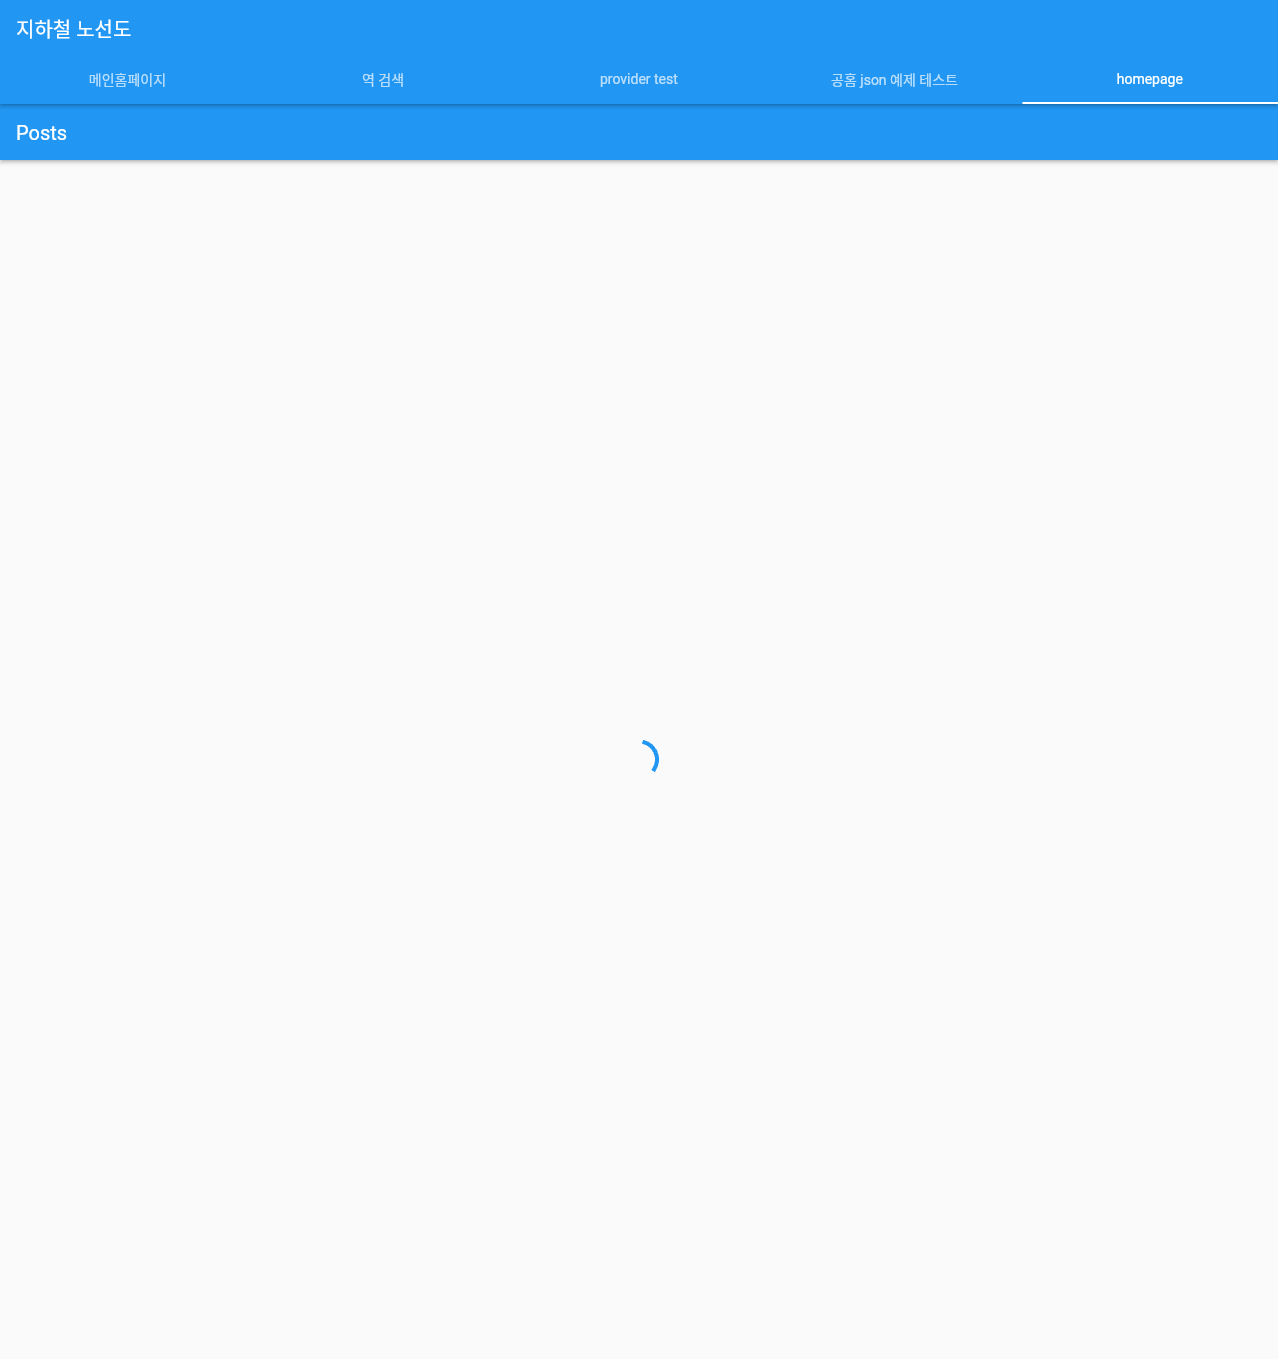 지하철 노선도
메인홈페이지
역 검색
provider test
공홈 json 예제 테스트
homepage
Posts